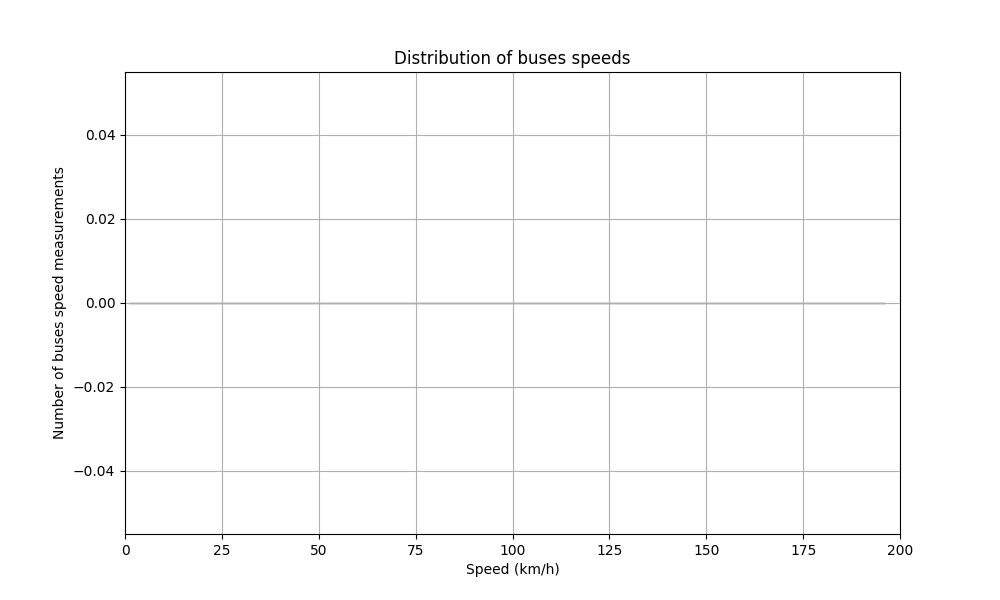 Distribution of buses speeds
Number of buses speed measurements
0.04
0.02
0.00
−0.02
−0.04
0 25 50 75 100 125 150 175 200
Speed (km/h)